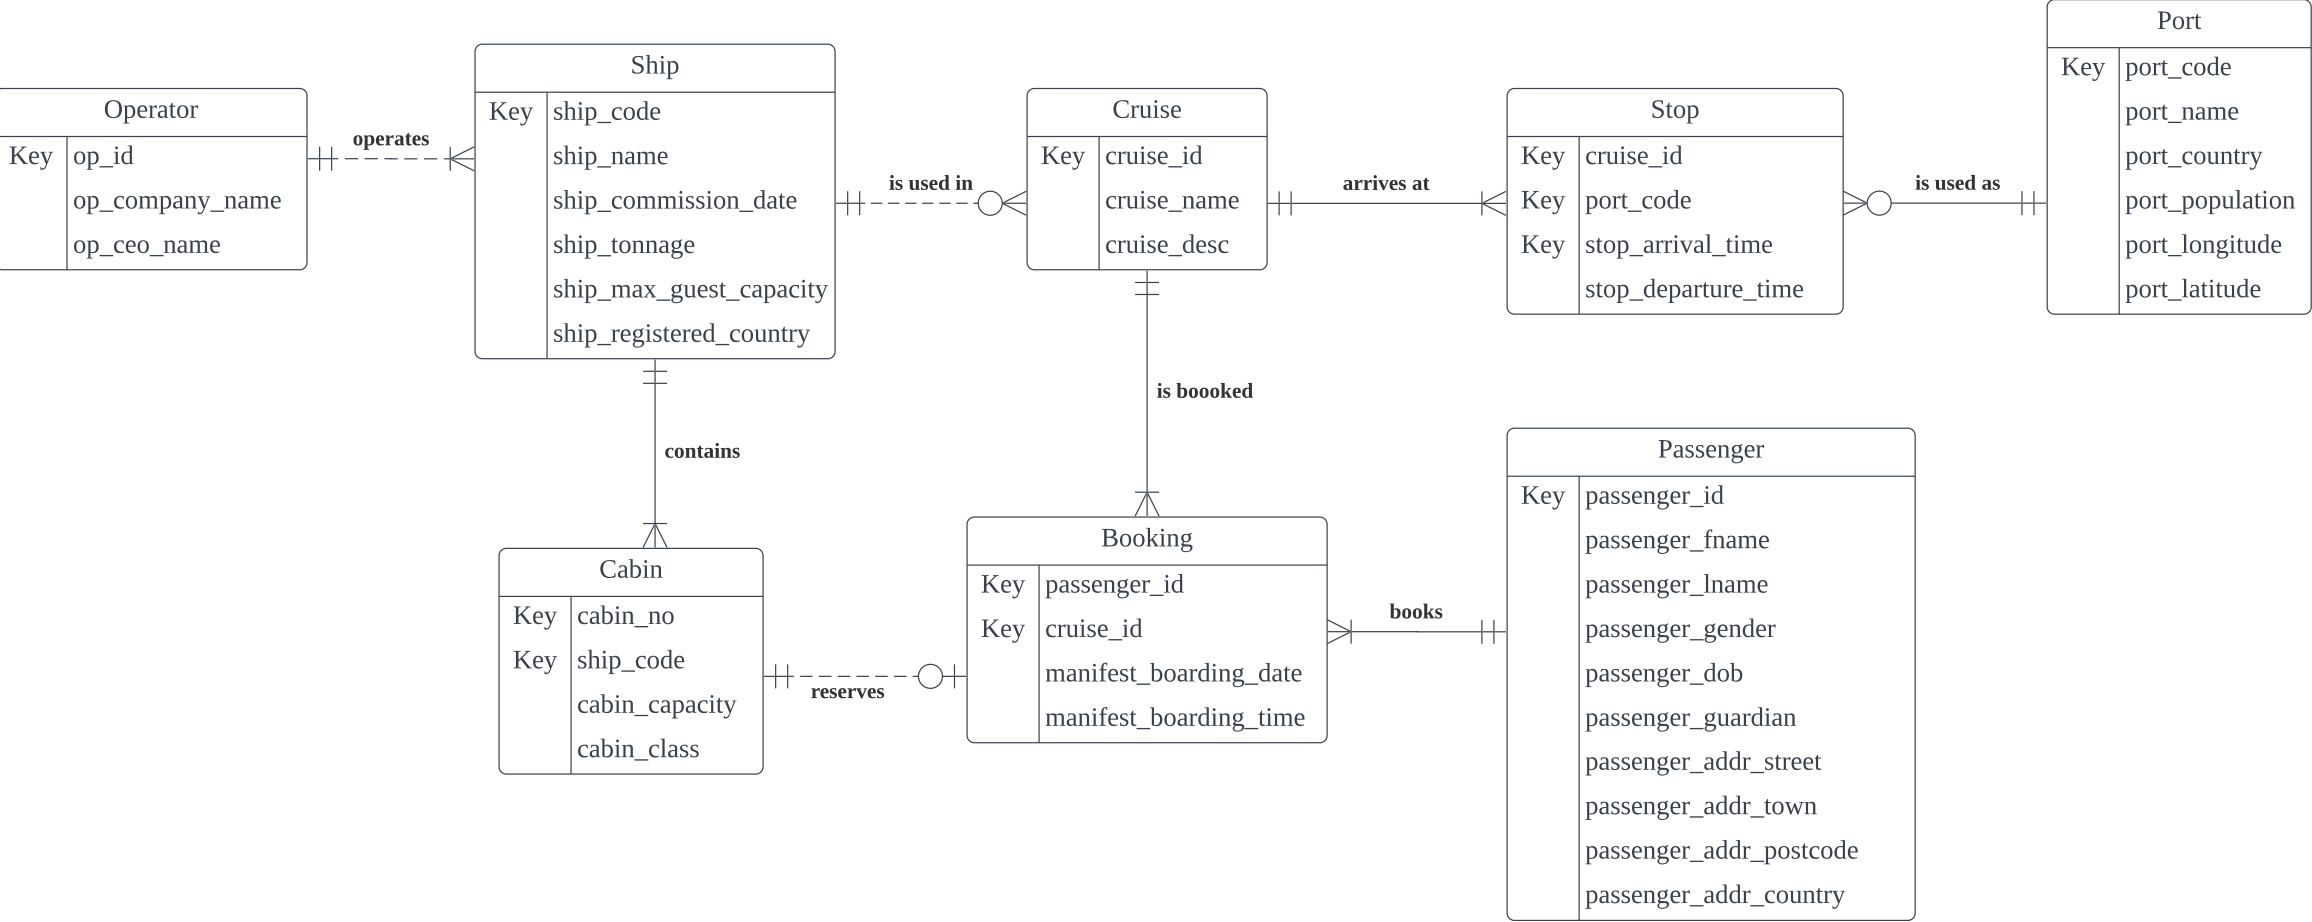 Operator
Key op_id
op_company_name
op_ceo_name
operates
Ship
Key ship_code
ship_name
ship_commission_date
ship_tonnage
ship_max_guest_capacity
ship_registered_country
is used in
Cruise
Key cruise_id
cruise_name
cruise_desc
arrives at
Stop
Key cruise_id
Key port_code
Key stop_arrival_time
stop_departure_time
is used as
Port
Key port_code
port_name
port_country
port_population
port_longitude
port_latitude
contains
is boooked
Cabin
Key cabin_no
Key ship_code
cabin_capacity
cabin_class
reserves
Booking
Key passenger_id
Key cruise_id
manifest_boarding_date
manifest_boarding_time
books
Passenger
Key passenger_id
passenger_fname
passenger_lname
passenger_gender
passenger_dob
passenger_guardian
passenger_addr_street
passenger_addr_town
passenger_addr_postcode
passenger_addr_country